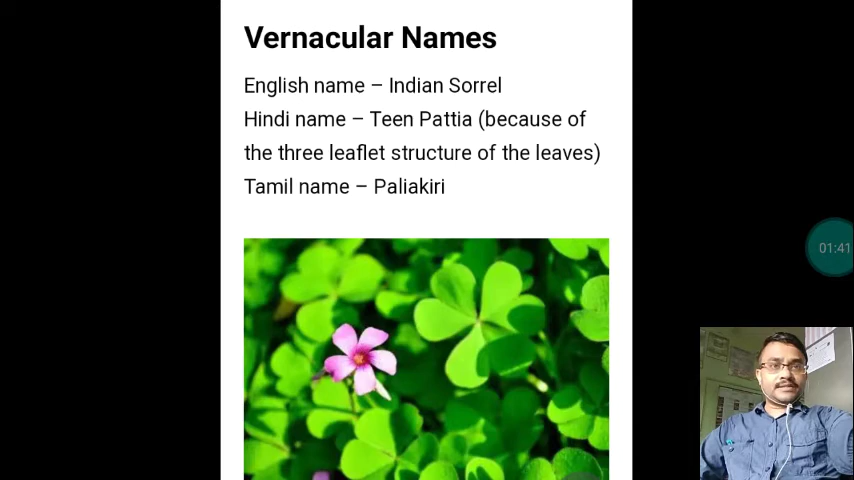 Vernacular Names
English name – Indian Sorrel
Hindi name – Teen Pattia (because of
the three leaflet structure of the leaves)
Tamil name – Paliakiri
01:41